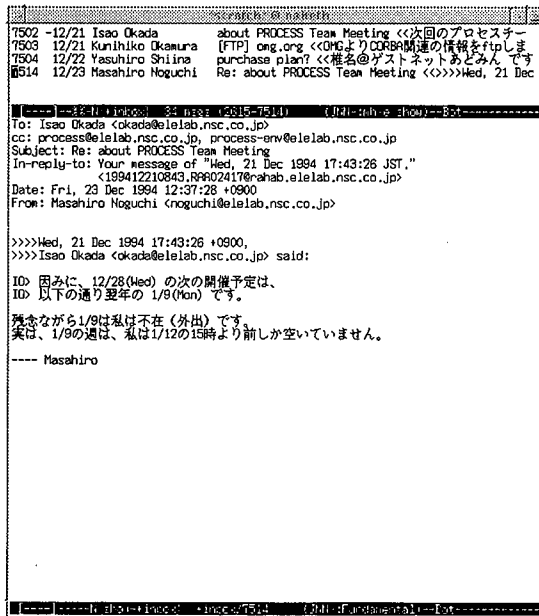 7502 -12/21 Isao Okada about PROCESS Team Meeting <<次回のプロセスチー
7503 12/21 Kunihiko Okamura [FTP] omg.org <<OMGよりCORBA関連の情報をftpしま
7504 12/22 Yasuhiro Shiina purchase plan? <<椎名@ゲストネットあどみん です
7514 12/23 Masahiro Noguchi Re: about PROCESS Team Meeting <<>>>>Wed, 21 Dec
To: Isao Okada <okada@elelab.nsc.co.jp>
cc: process@elelab.nsc.co.jp, process-env@elelab.nsc.co.jp
Subject: Re: about PROCESS Team Meeting
In-reply-to: Your message of "Wed, 21 Dec 1994 17:43:26 JST."
<199412210843.RAA02417@rahab.elelab.nsc.co.jp>
Date: Fri, 23 Dec 1994 12:37:28 +0900
From: Masahiro Noguchi <noguchi@elelab.nsc.co.jp>
>>>>Wed, 21 Dec 1994 17:43:26 +0900,
>>>>Isao Okada <okada@elelab.nsc.co.jp> said:
IO> 因みに、12/28(Wed) の次の開催予定は、
IO> 以下の通り翌年の 1/9(Mon) です。
残念ながら1/9は私は不在（外出）です。
実は、1/9の週は、私は1/12の15時より前しか空いていません。
---- Masahiro